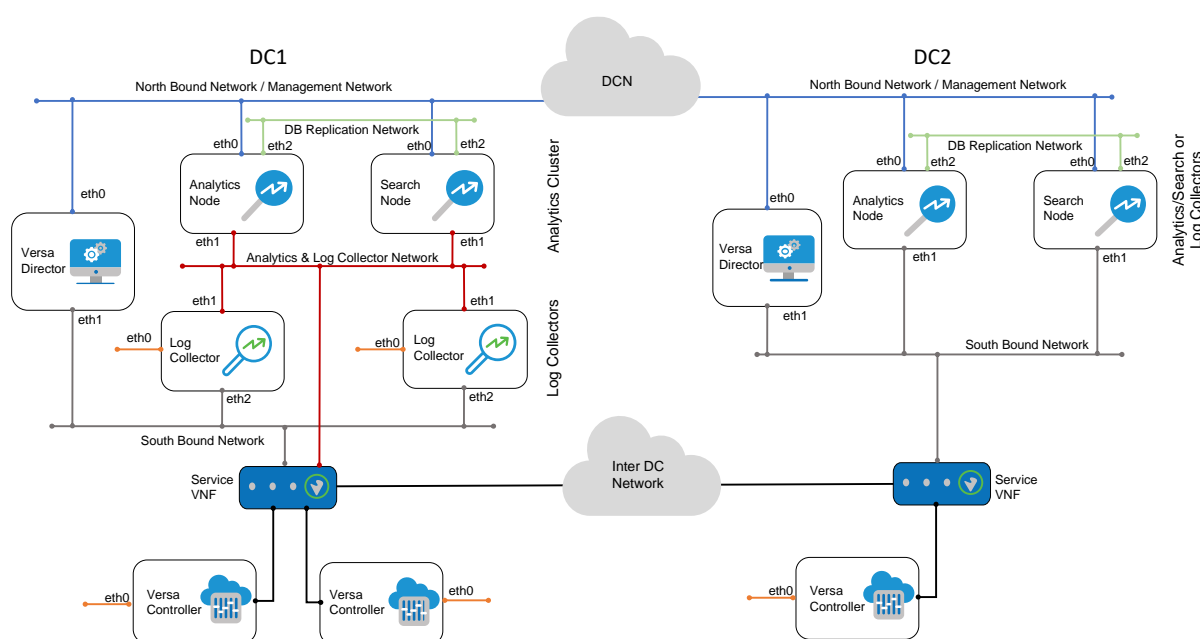 DC1
DC2
DCN
North Bound Network / Management Network
North Bound Network / Management Network
DB Replication Network
DB Replication Network
eth0
eth2
eth0
eth2
eth0
eth2
eth0
eth2
Analytics
Node
Search
Node
Analytics
Node
Search
Node
Analytics Cluster
Analytics/Search or
Log Collectors
eth0
eth0
Versa
Director
Versa
Director
eth1
eth1
eth1
eth1
Analytics & Log Collector Network
eth1
eth1
eth1
eth1
eth0
Log
Collector
eth0
Log
Collector
Log Collectors
eth2
eth2
South Bound Network
South Bound Network
Service
VNF
Inter DC
Network
Service
VNF
eth0
Versa
Controller
Versa
Controller
eth0
eth0
Versa
Controller